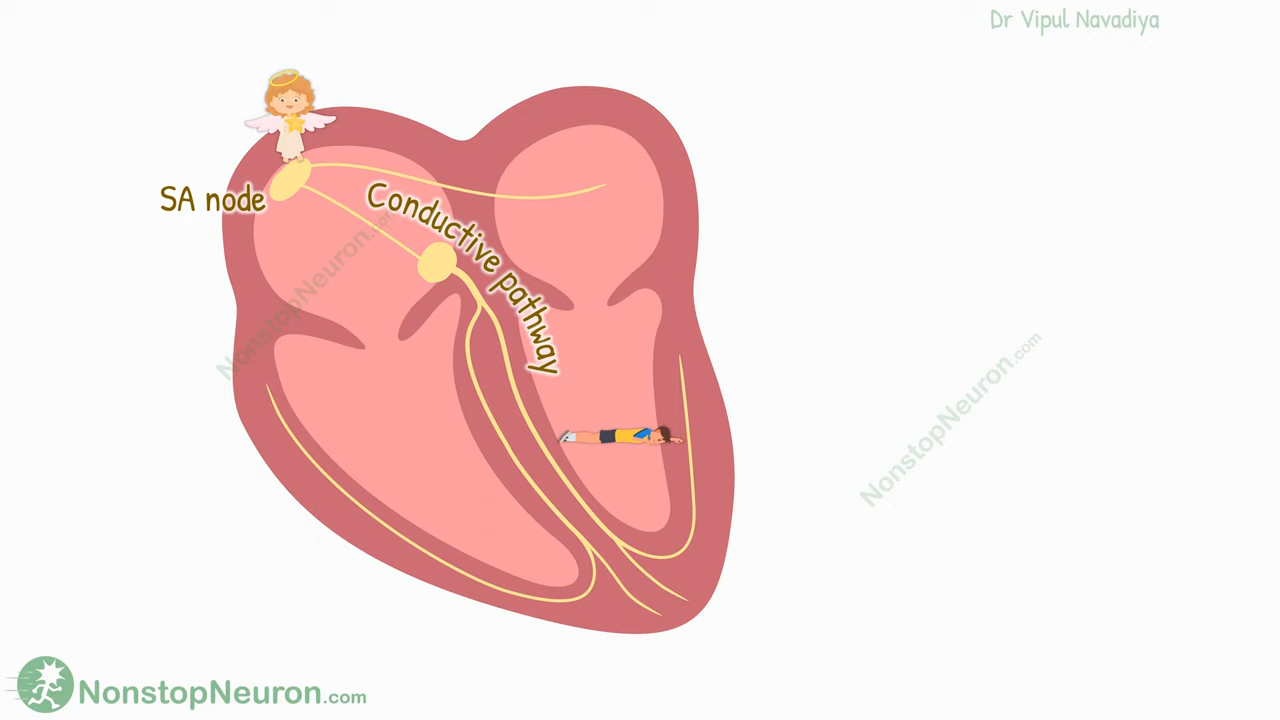 Dr Vipul Navadiya
SA node
Conductive pathway
NonstopNeuron.com
NonstopNeuron.com
NonstopNeuron.com